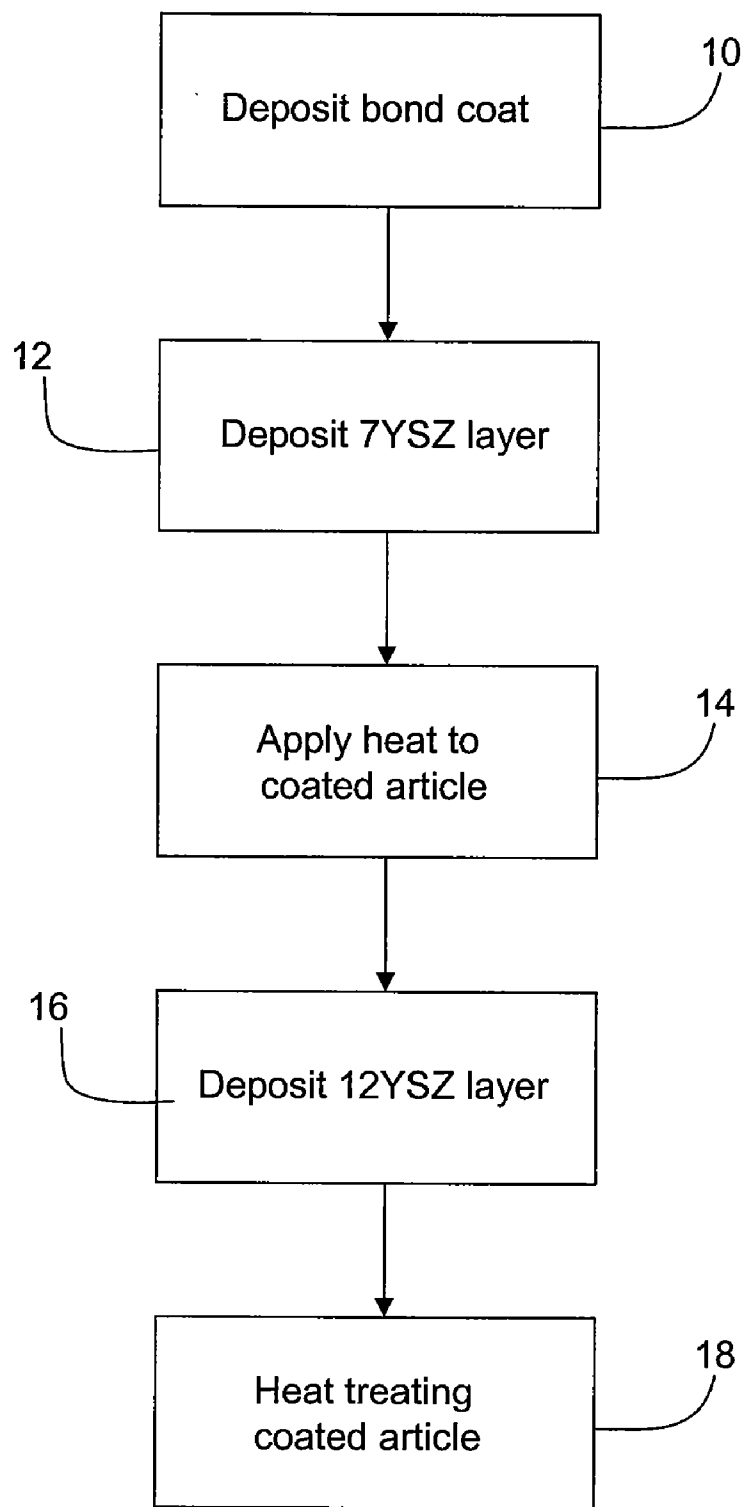 Deposit bond coat
10
12
Deposit 7YSZ layer
Apply heat to
coated article
14
16
Deposit 12YSZ layer
Heat treating
coated article
18